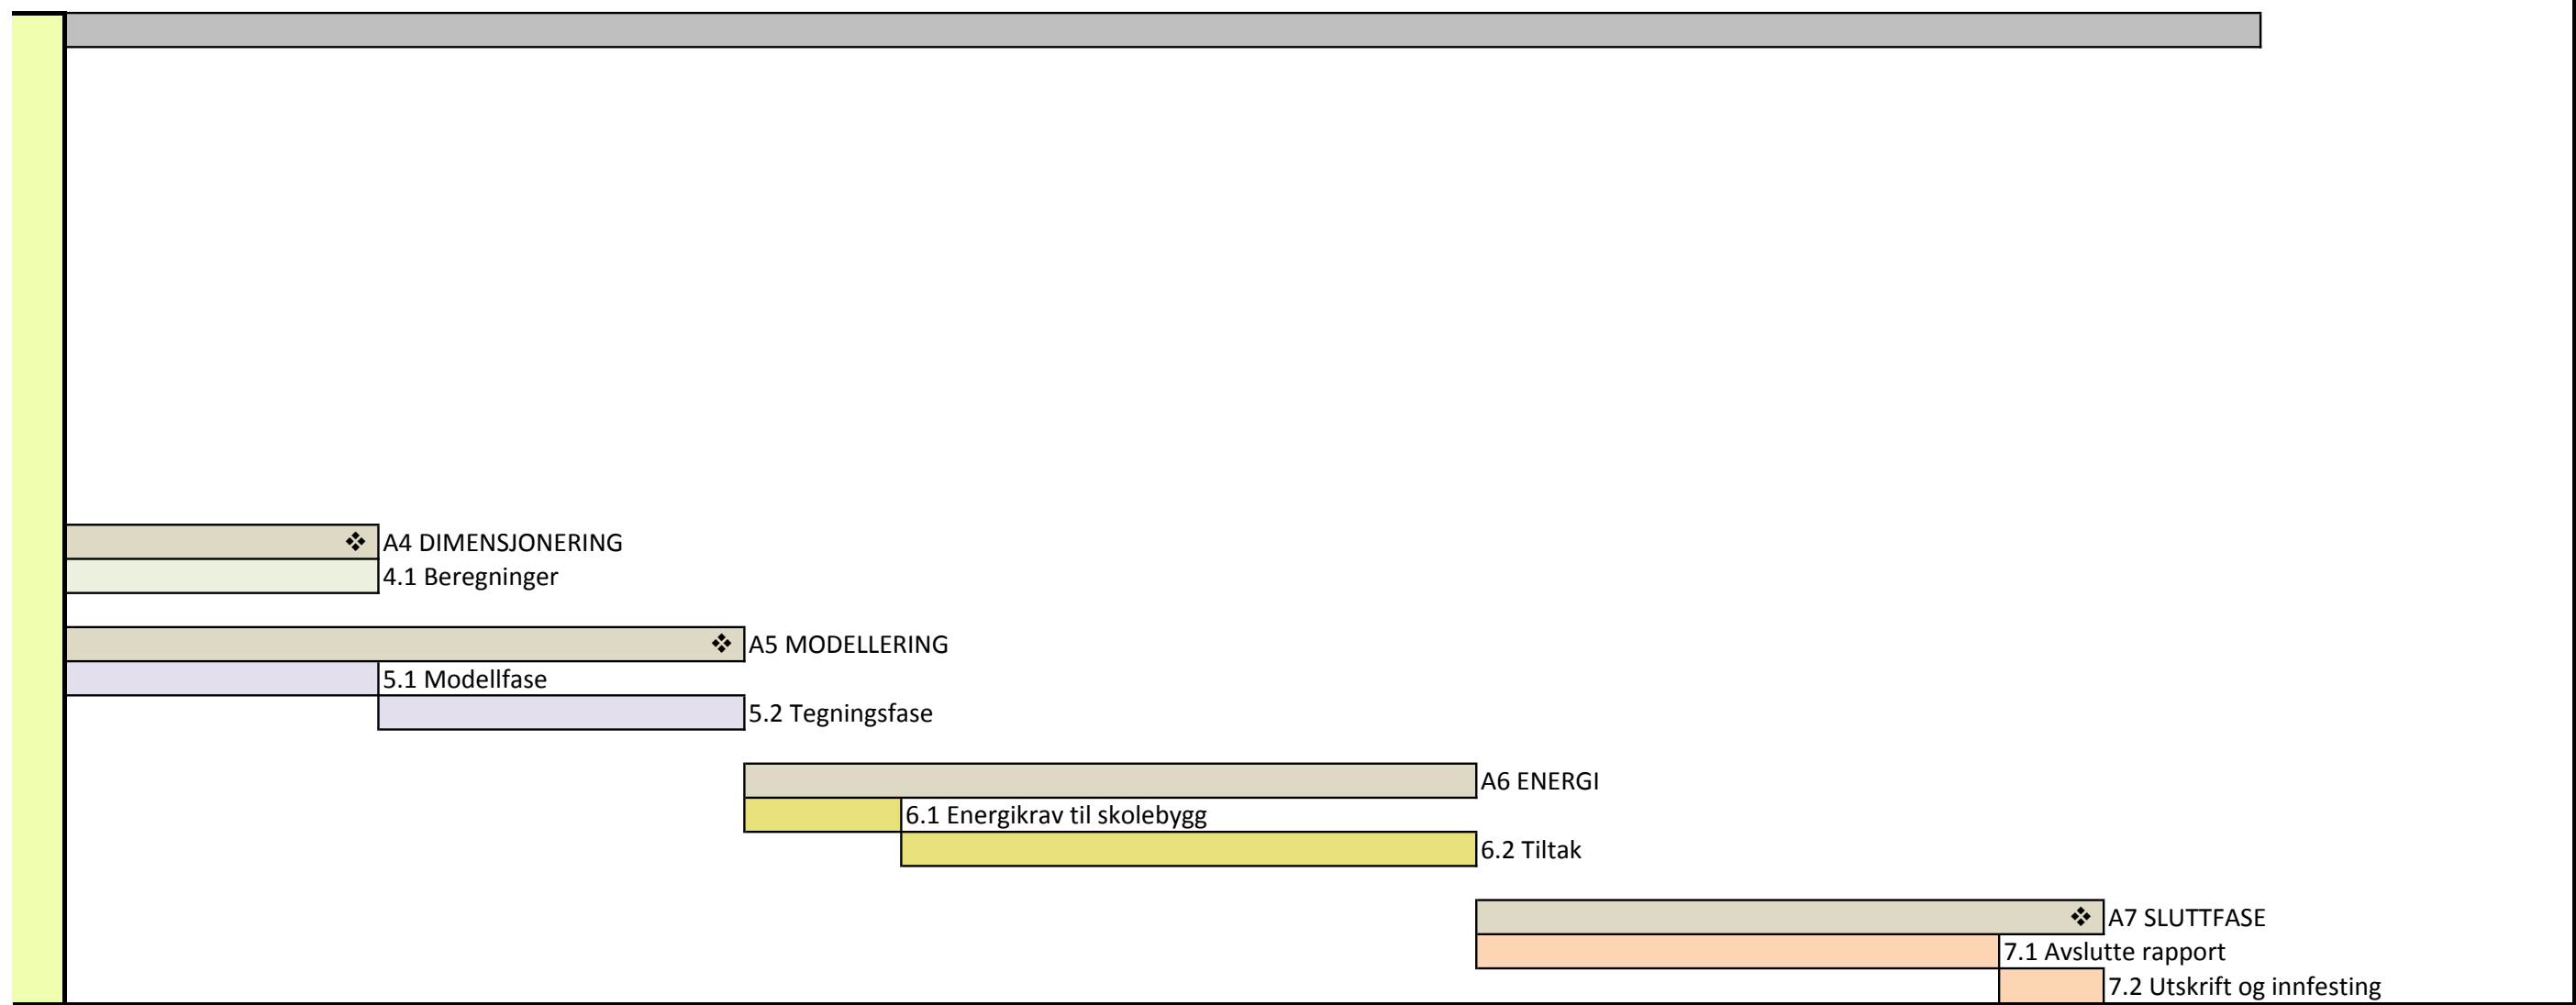 A4 DIMENSJONERING
4.1 Beregninger
A5 MODELLERING
5.1 Modellfase
5.2 Tegningsfase
A6 ENERGI
6.1 Energikrav til skolebygg
6.2 Tiltak
A7 SLUTTFASE
7.1 Avslutte rapport
7.2 Utskrift og innfesting